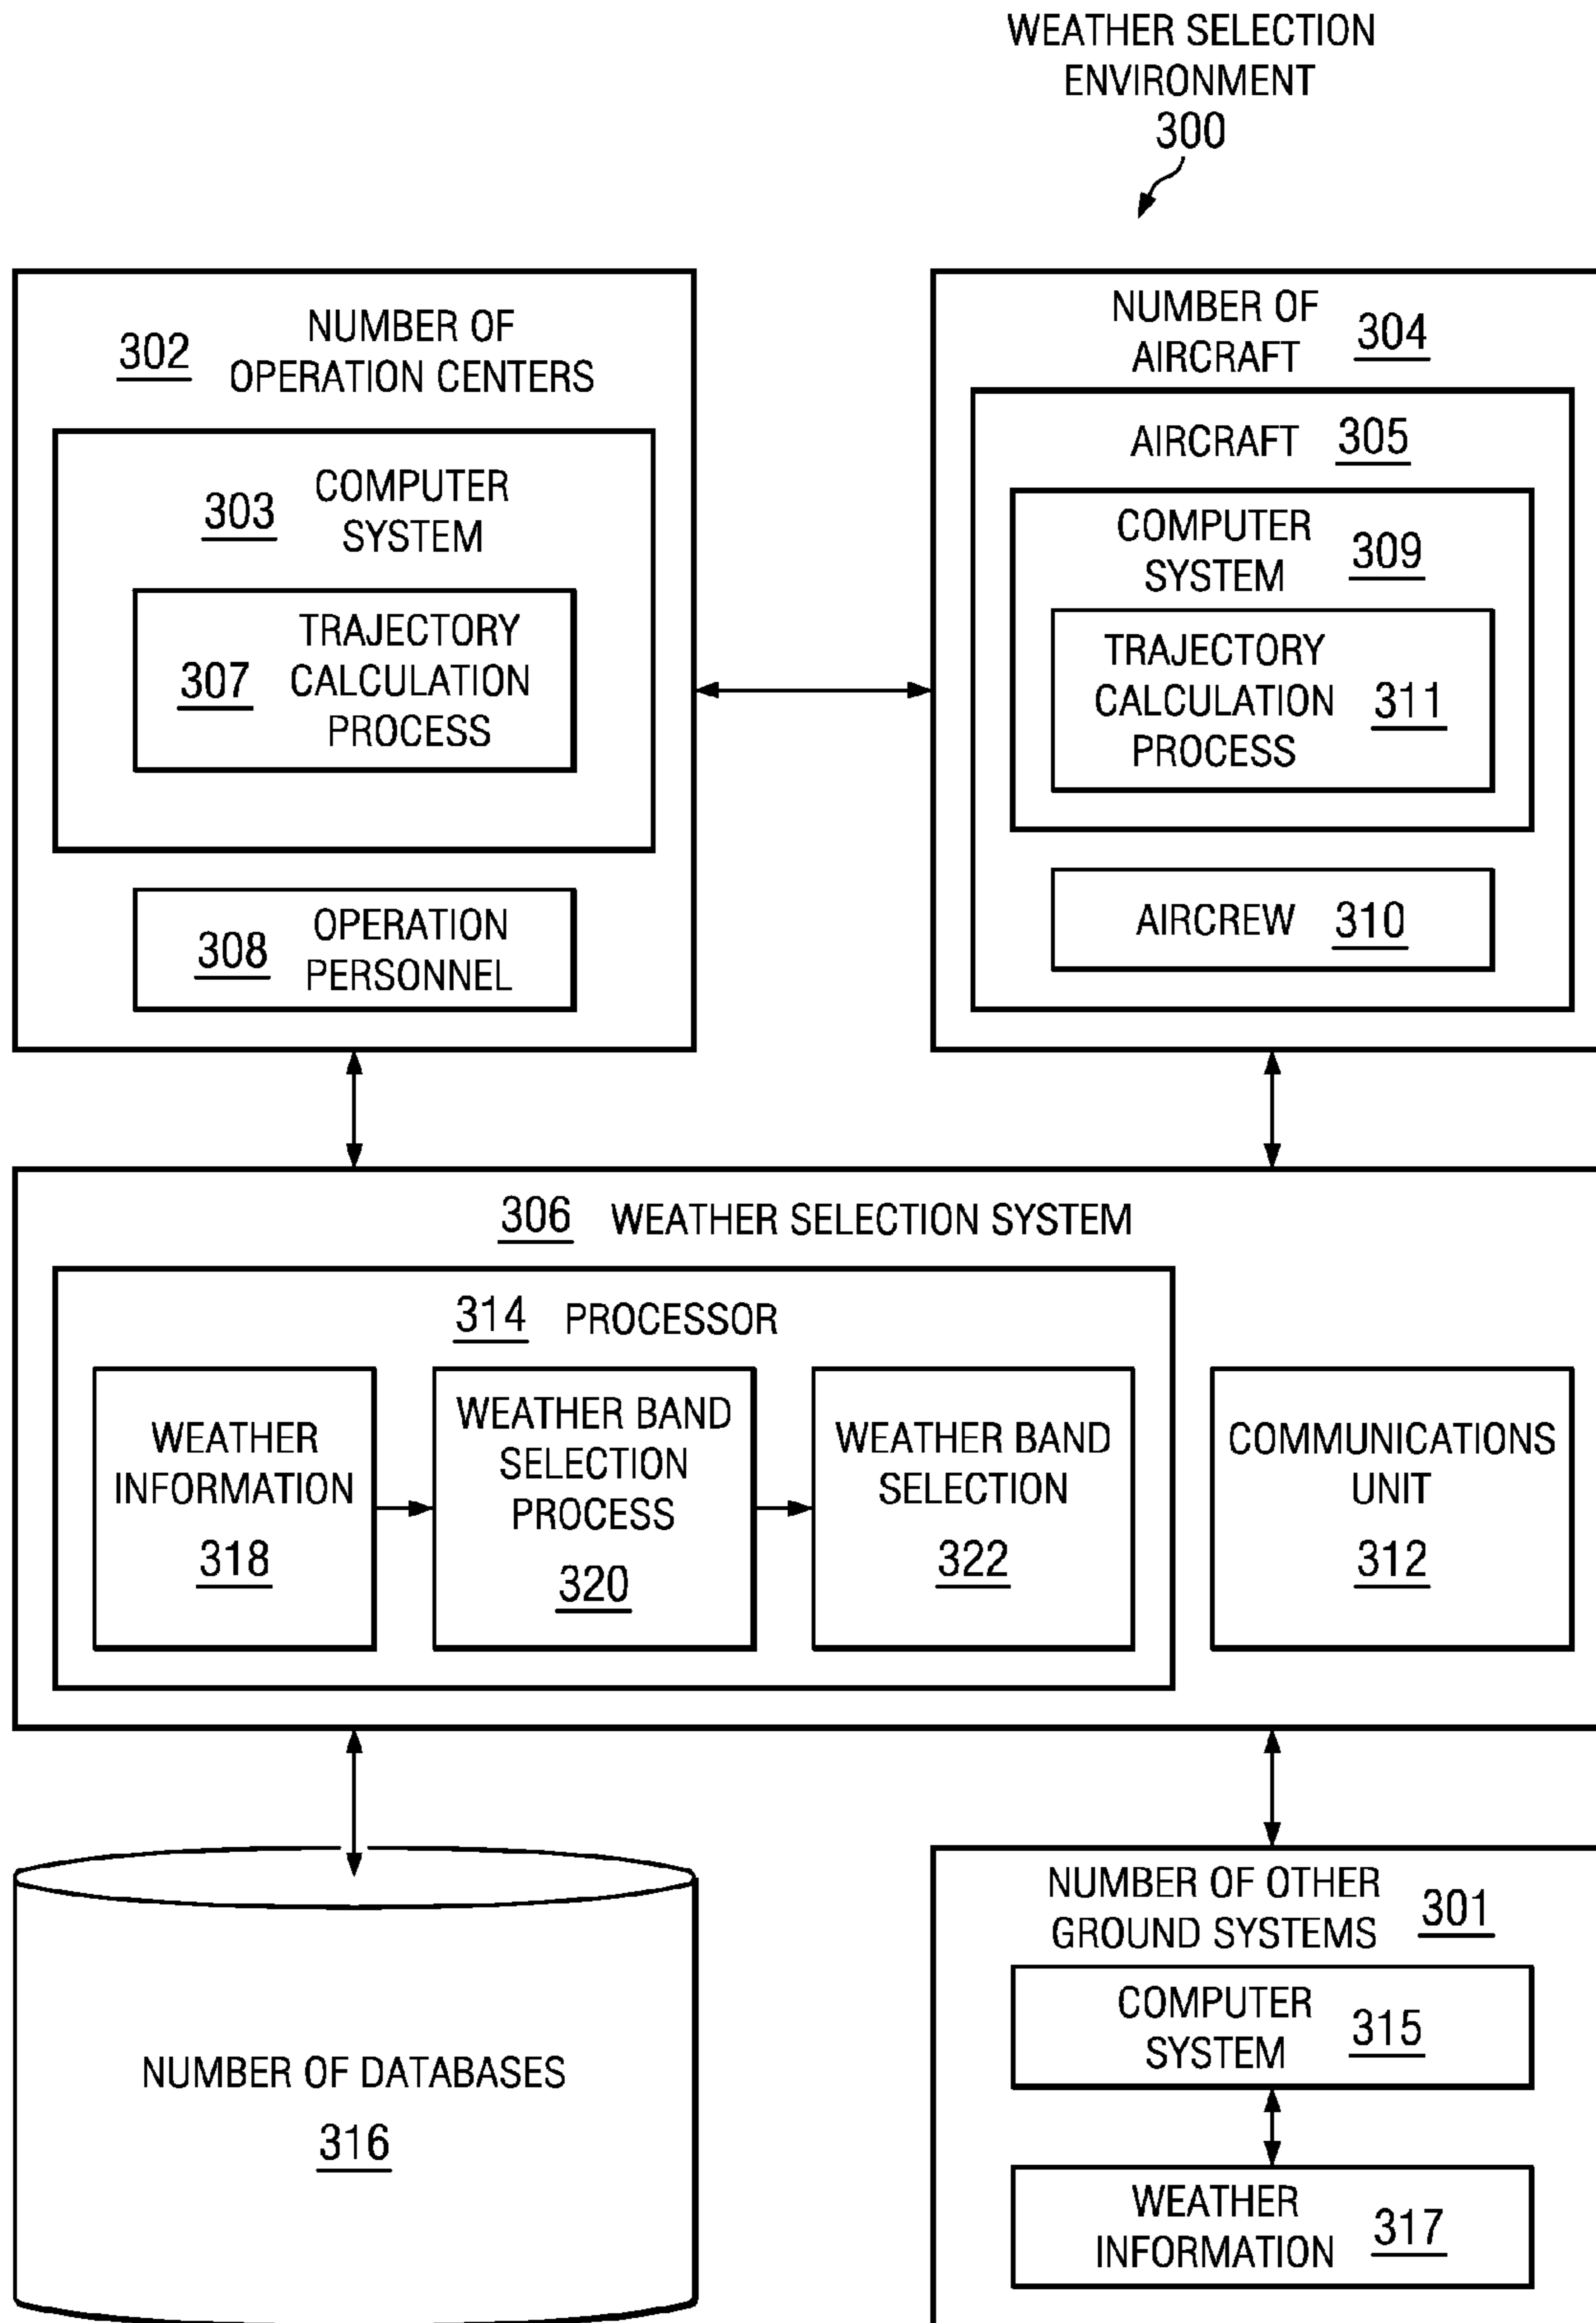 WEATHER SELECTION
ENVIRONMENT
300
NUMBER OF
302
OPERATION CENTERS
303
COMPUTER
SYSTEM
307
TRAJECTORY
CALCULATION
PROCESS
308
OPERATION
PERSONNEL
NUMBER OF
AIRCRAFT
304
AIRCRAFT 305
COMPUTER
SYSTEM
309
TRAJECTORY
CALCULATION
PROCESS
311
AIRCREW 310
306 WEATHER SELECTION SYSTEM
314 PROCESSOR
WEATHER
INFORMATION
318
WEATHER BAND
SELECTION
PROCESS
320
WEATHER BAND
SELECTION
322
COMMUNICATIONS
UNIT
312
NUMBER OF DATABASES
316
NUMBER OF OTHER
GROUND SYSTEMS
301
COMPUTER
SYSTEM
315
WEATHER
INFORMATION
317